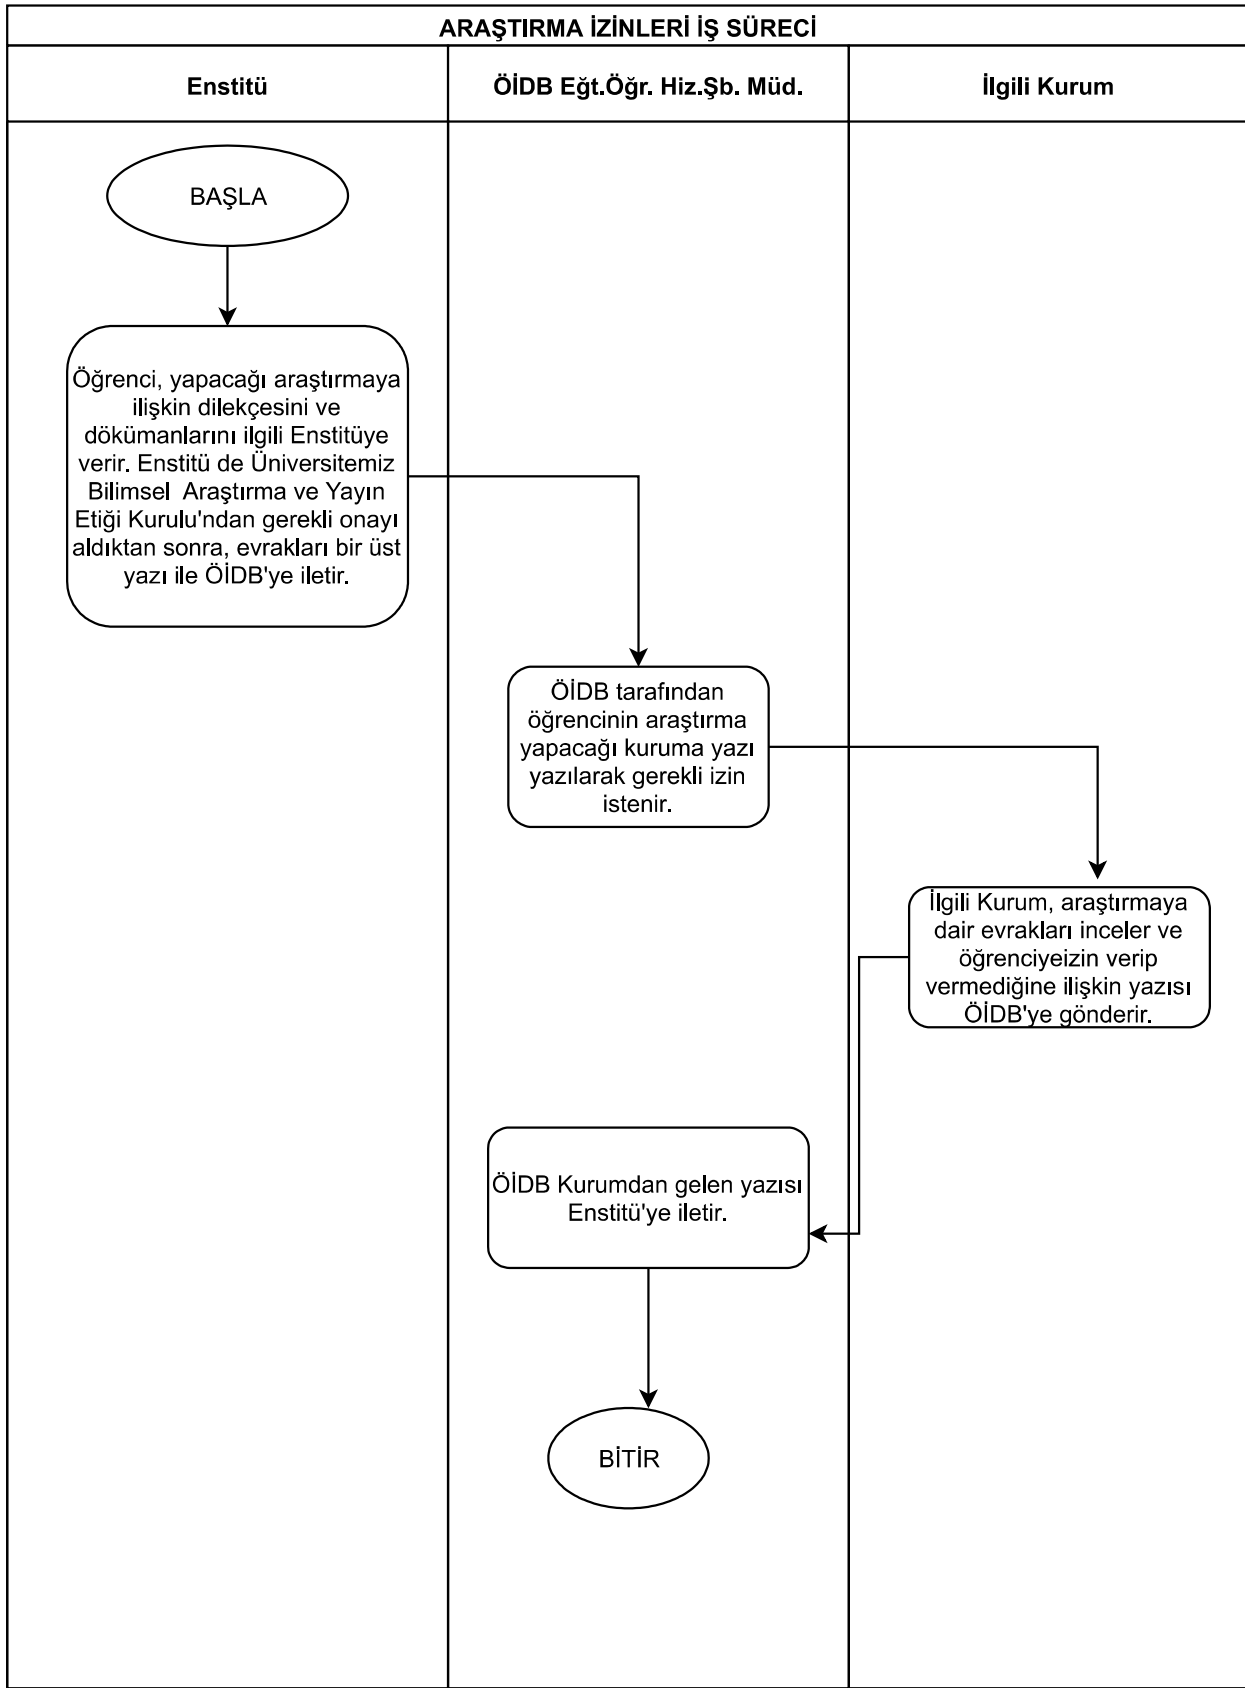 ARAŞTIRMA İZİNLERİ İŞ SÜRECİ
Enstitü
ÖİDB Eğt.Öğr. Hiz.Şb. Müd.
İlgili Kurum
BAŞLA
Öğrenci, yapacağı araştırmaya
ilişkin dilekçesini ve
dökümanlarını ilgili Enstitüye
verir. Enstitü de Üniversitemiz
Bilimsel  Araştırma ve Yayın
Etiği Kurulu'ndan gerekli onayı
aldıktan sonra, evrakları bir üst
yazı ile ÖİDB'ye iletir.
ÖİDB tarafından
öğrencinin araştırma
yapacağı kuruma yazı
yazılarak gerekli izin
istenir.
İlgili Kurum, araştırmaya
dair evrakları inceler ve
öğrenciyeizin verip
vermediğine ilişkin yazısı
ÖİDB'ye gönderir.
ÖİDB Kurumdan gelen yazısı
Enstitü'ye iletir.
BİTİR